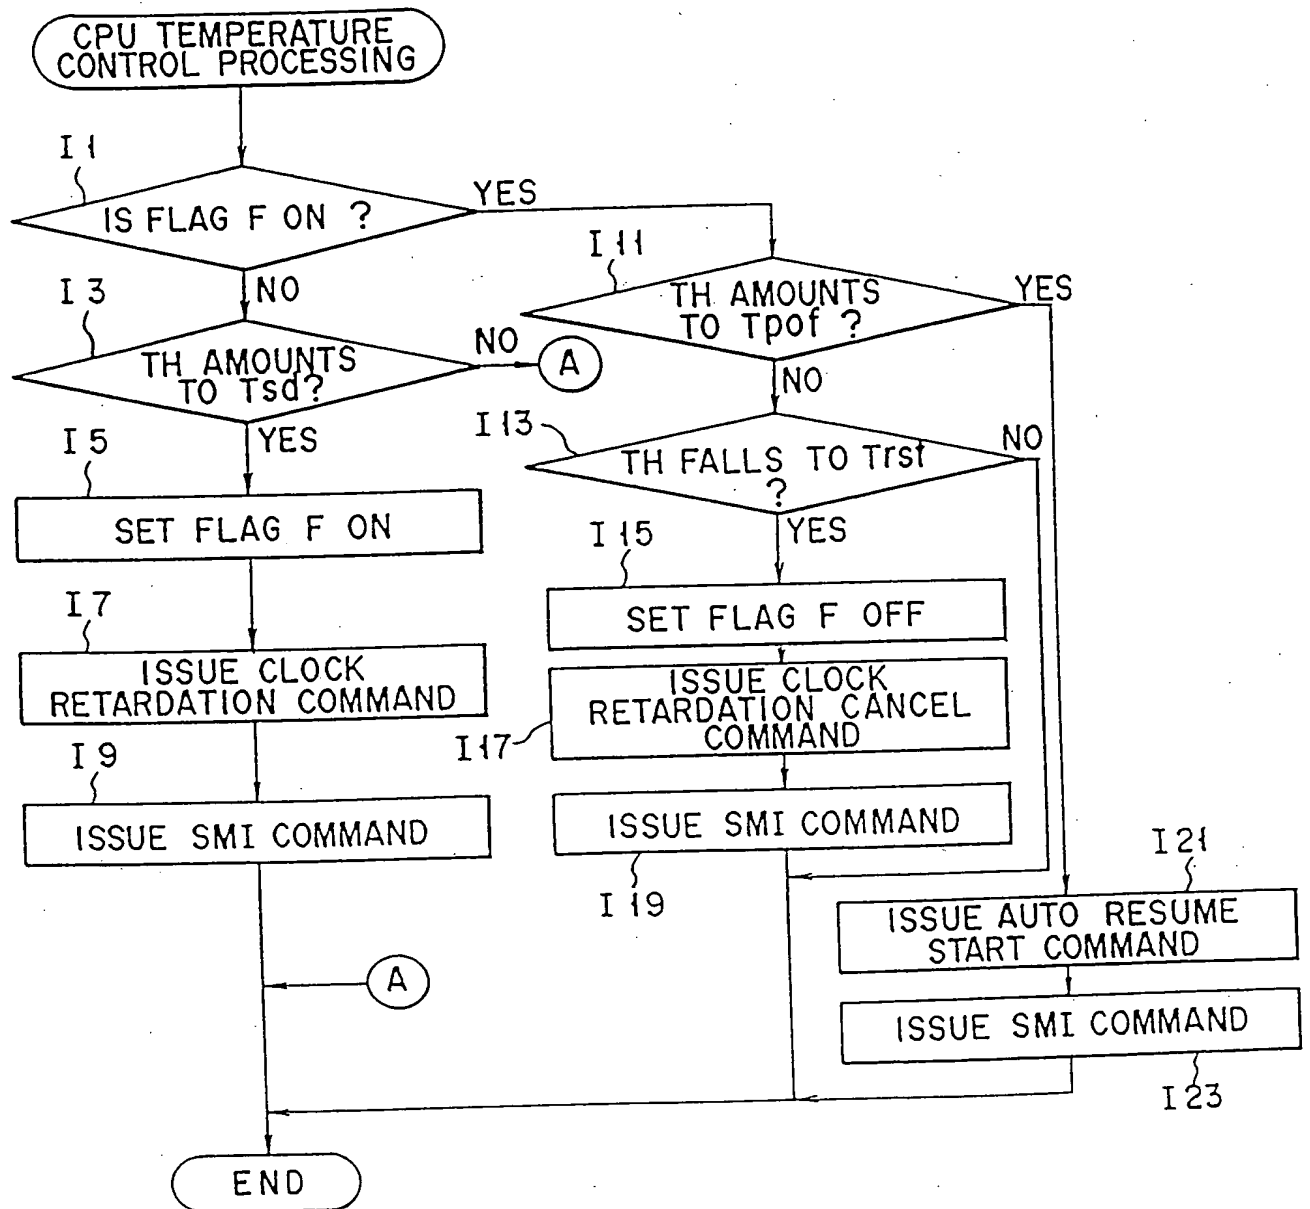 CPU TEMPERATURE
CONTROL PROCESSING
I1
IS FLAG F ON ?
YES
NO
I3
TH AMOUNTS
TO Tsd?
NO
A
YES
I5
SET FLAG F ON
I7
ISSUE CLOCK
RETARDATION COMMAND
I9
ISSUE SMI COMMAND
A
I11
TH AMOUNTS
TO Tpof ?
YES
NO
I13
TH FALLS TO Trst
?
NO
YES
I15
SET FLAG F OFF
ISSUE CLOCK
RETARDATION CANCEL
COMMAND
I17
ISSUE SMI COMMAND
I19
I21
ISSUE AUTO RESUME
START COMMAND
ISSUE SMI COMMAND
I23
END